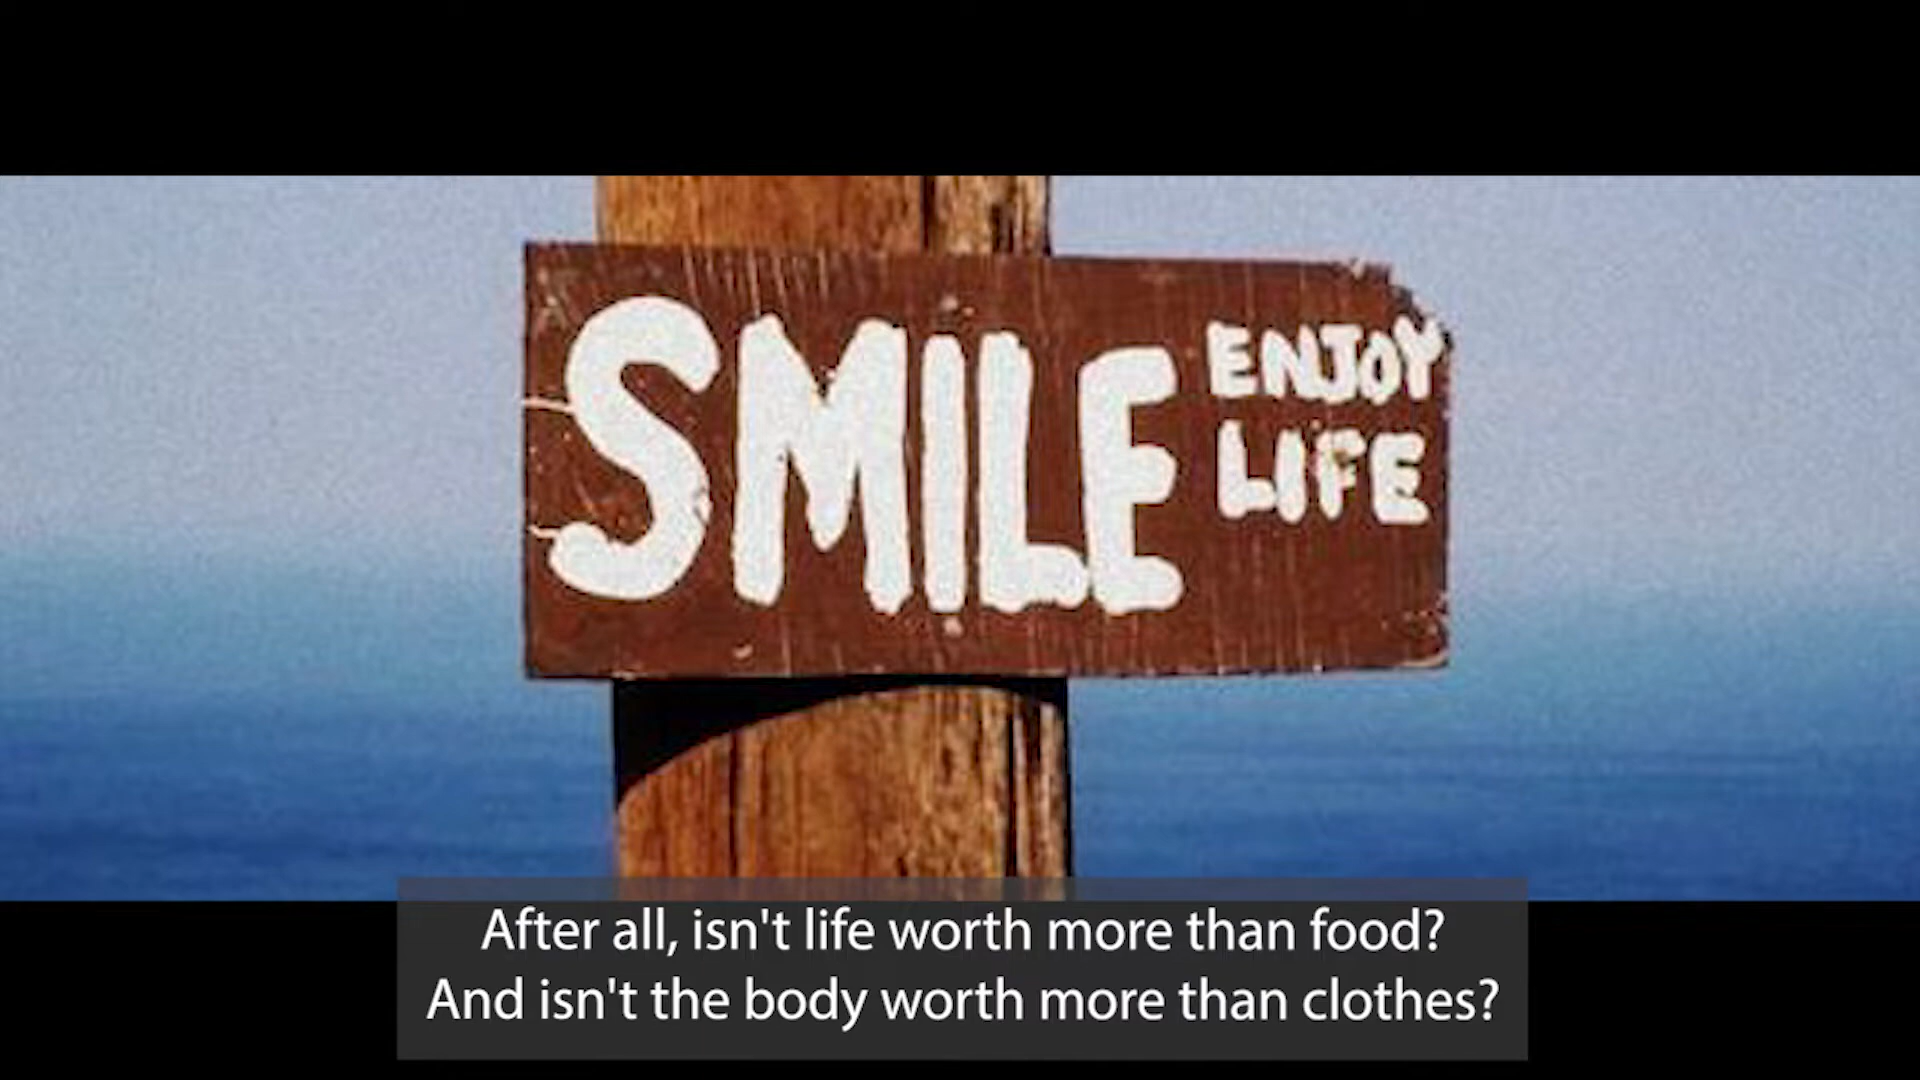 SMILE
ENJOY
LIFE
After all, isn't life worth more than food?
And isn't the body worth more than clothes?